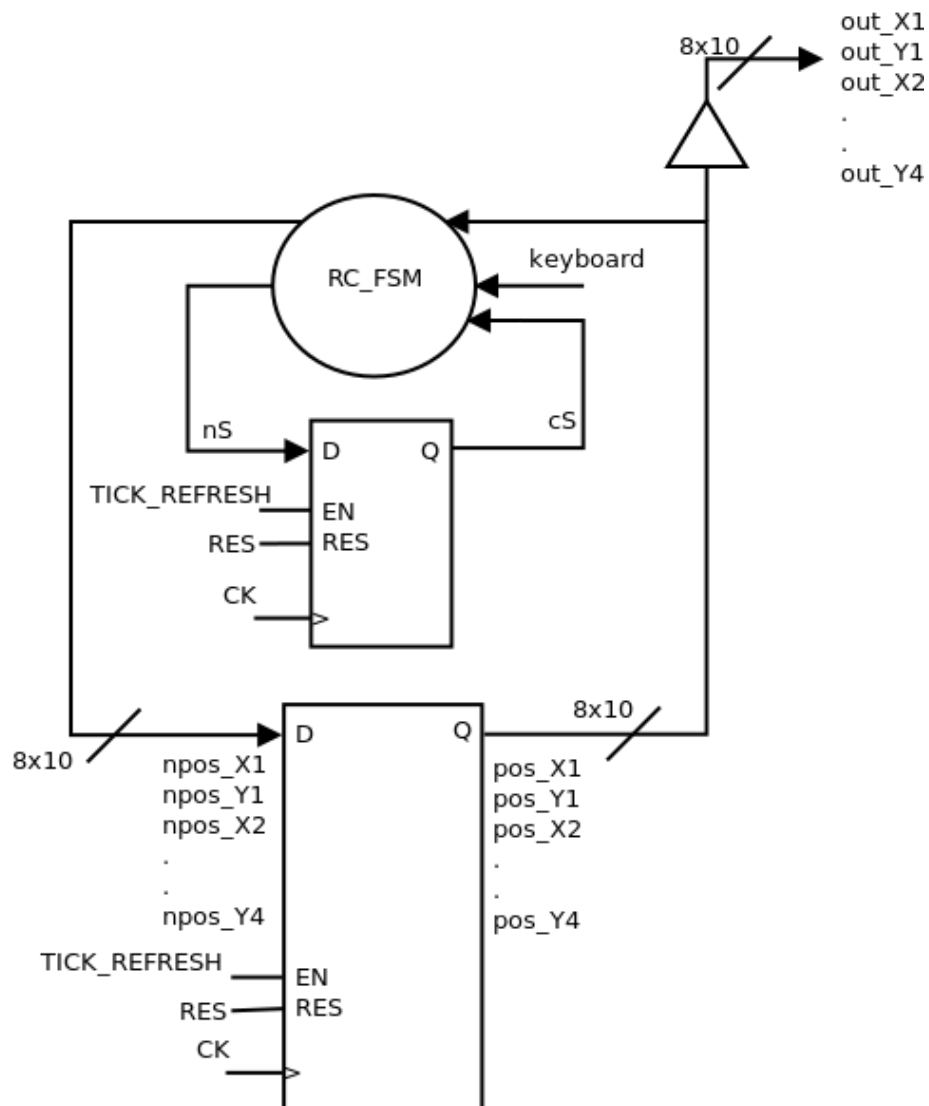 8x10
out_X1
out_Y1
out_X2
.
.
out_Y4
RC_FSM
keyboard
nS
cS
D
Q
TICK_REFRESH
EN
RES
RES
CK
>
8x10
8x10
D
Q
npos_X1
npos_Y1
npos_X2
.
.
npos_Y4
pos_X1
pos_Y1
pos_X2
.
.
pos_Y4
TICK_REFRESH
EN
RES
RES
CK
>